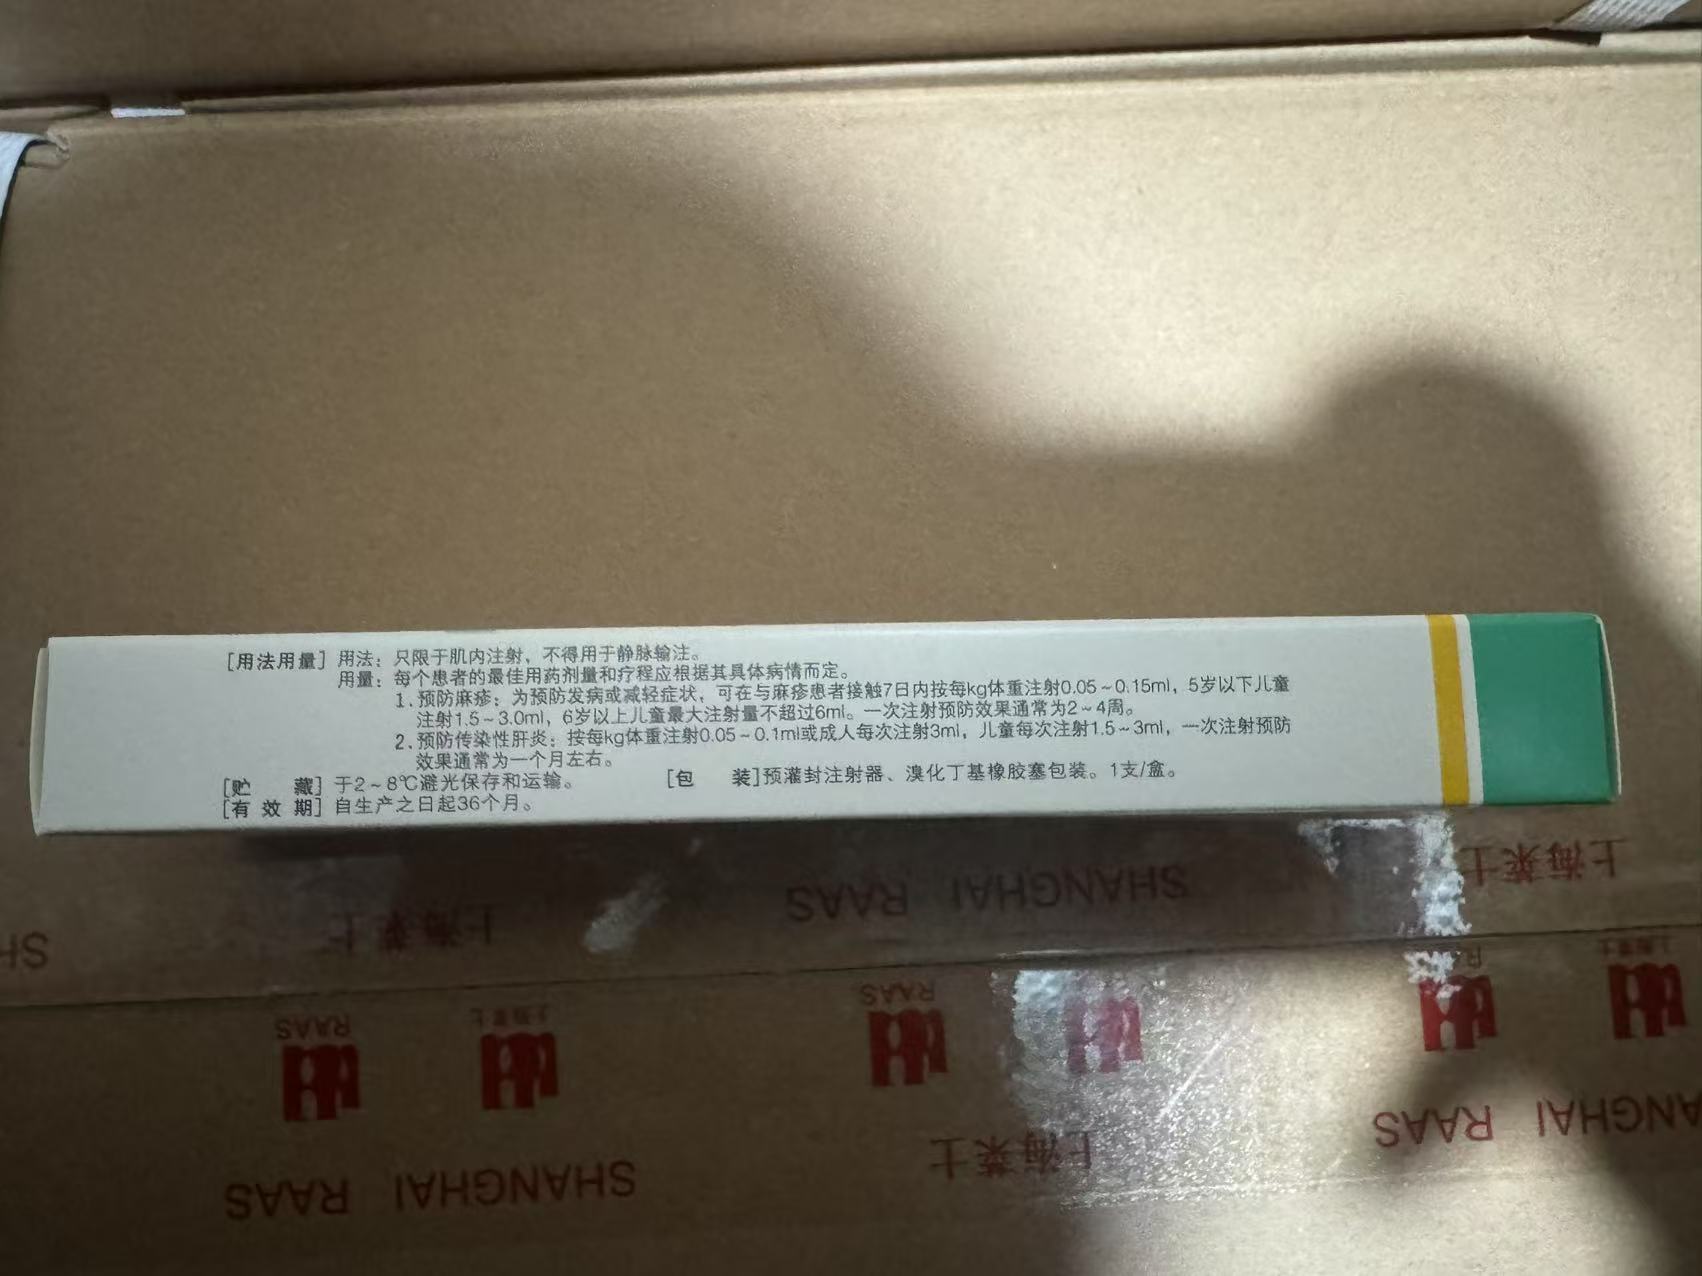 [用法用量] 用法：只限于肌内注射，不得用于静脉输注。
用量：每个患者的最佳用药剂量和疗程应根据其具体病情而定。
1.预防麻疹：为预防发病或减轻症状，可在与麻疹患者接触7日内按每kg体重注射0.05~0.15ml，5岁以下儿童
注射1.5~3.0ml，6岁以上儿童最大注射量不超过6ml。一次注射预防效果通常为2~4周。
2.预防传染性肝炎：按每kg体重注射0.05~0.1ml或成人每次注射3ml，儿童每次注射1.5~3ml，一次注射预防
效果通常为一个月左右。
[贮 藏] 于2~8℃避光保存和运输。 [包 装]预灌封注射器、溴化丁基橡胶塞包装。1支/盒。
[有 效 期] 自生产之日起36个月。
上海莱士
SHANGHAI RAAS
上海莱士
SH
RAAS
上海莱士
RAAS
上海莱士
SHANGHAI RAAS
上海莱士
SHANGHAI RAAS